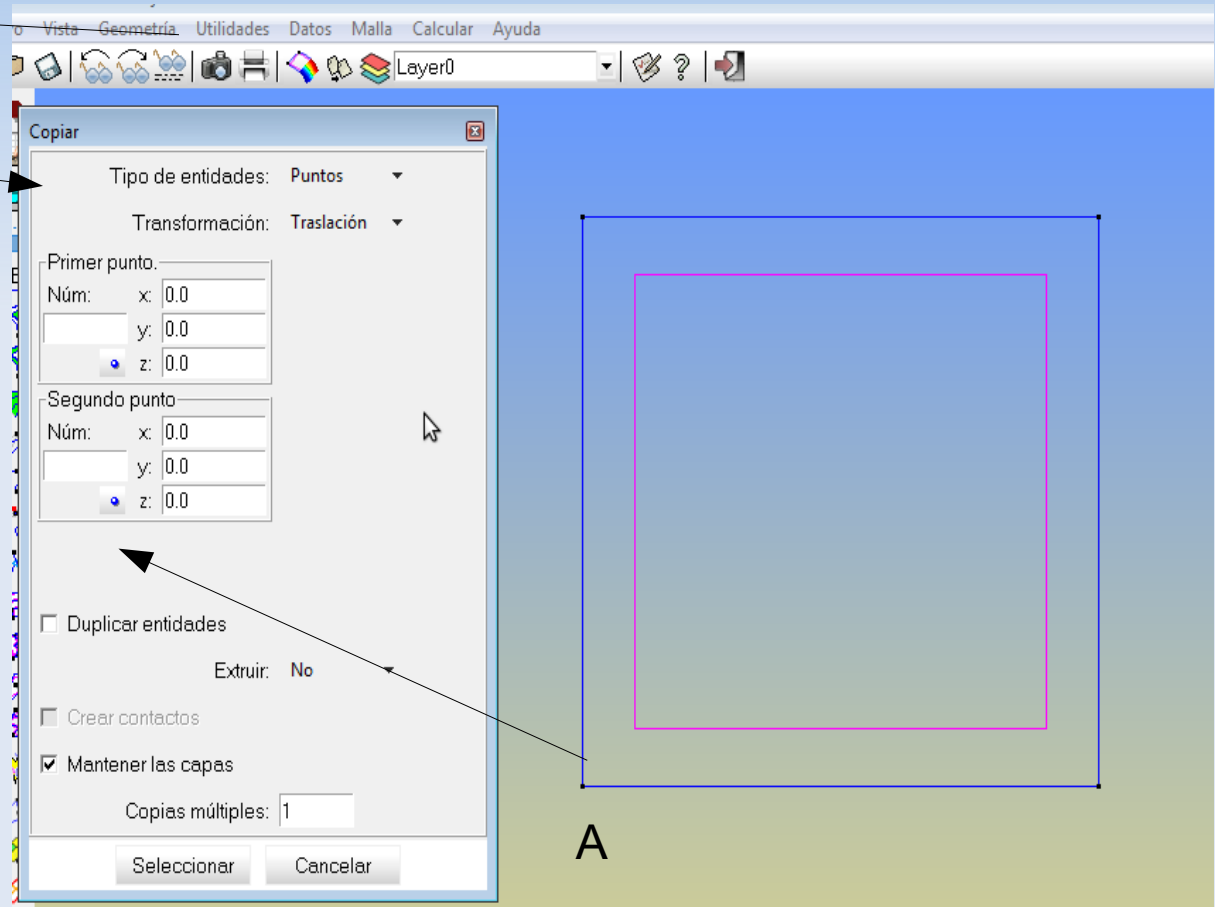 o Vista Geometría Utilidades Datos Malla Calcular Ayuda
Layer0
Copiar
Tipo de entidades: Puntos
Transformación: Traslación
Primer punto.
Núm: x: 0.0
y: 0.0
z: 0.0
Segundo punto
Núm: x: 0.0
y: 0.0
z: 0.0
Duplicar entidades
Extruir: No
Crear contactos
Mantener las capas
Copias múltiples: 1
Seleccionar Cancelar
A